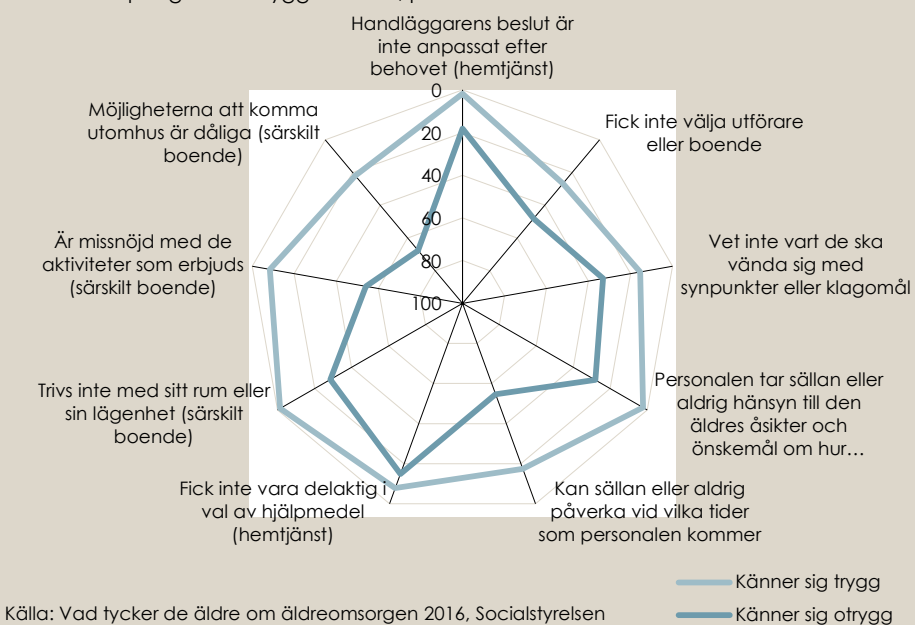 Handläggarens beslut är
inte anpassat efter
behovet (hemtjänst)
Fick inte välja utförare
eller boende
Vet inte vart de ska
vända sig med
synpunkter eller klagomål
Personalen tar sällan eller
aldrig hänsyn till den
äldres åsikter och
önskemål om hur…
Kan sällan eller aldrig
påverka vid vilka tider
som personalen kommer
Fick inte vara delaktig i
val av hjälpmedel
(hemtjänst)
Trivs inte med sitt rum eller
sin lägenhet (särskilt
boende)
Är missnöjd med de
aktiviteter som erbjuds
(särskilt boende)
Möjligheterna att komma
utomhus är dåliga (särskilt
boende)
0
20
40
60
80
100
Känner sig trygg
Känner sig otrygg
Källa: Vad tycker de äldre om äldreomsorgen 2016, Socialstyrelsen